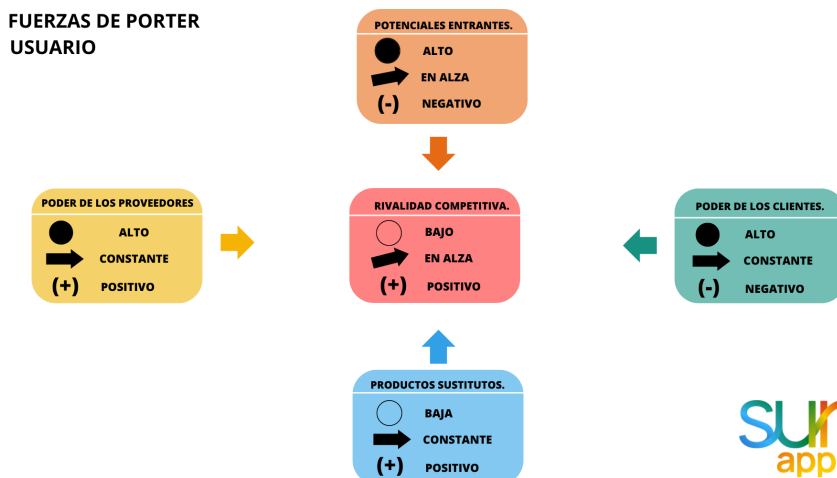 FUERZAS DE PORTER
USUARIO
POTENCIALES ENTRANTES.
ALTO
EN ALZA
(-) NEGATIVO
PODER DE LOS PROVEEDORES
ALTO
CONSTANTE
(+) POSITIVO
RIVALIDAD COMPETITIVA.
BAJO
EN ALZA
(+) POSITIVO
PODER DE LOS CLIENTES.
ALTO
CONSTANTE
(-) NEGATIVO
PRODUCTOS SUSTITUTOS.
BAJA
CONSTANTE
(+) POSITIVO
sur
app